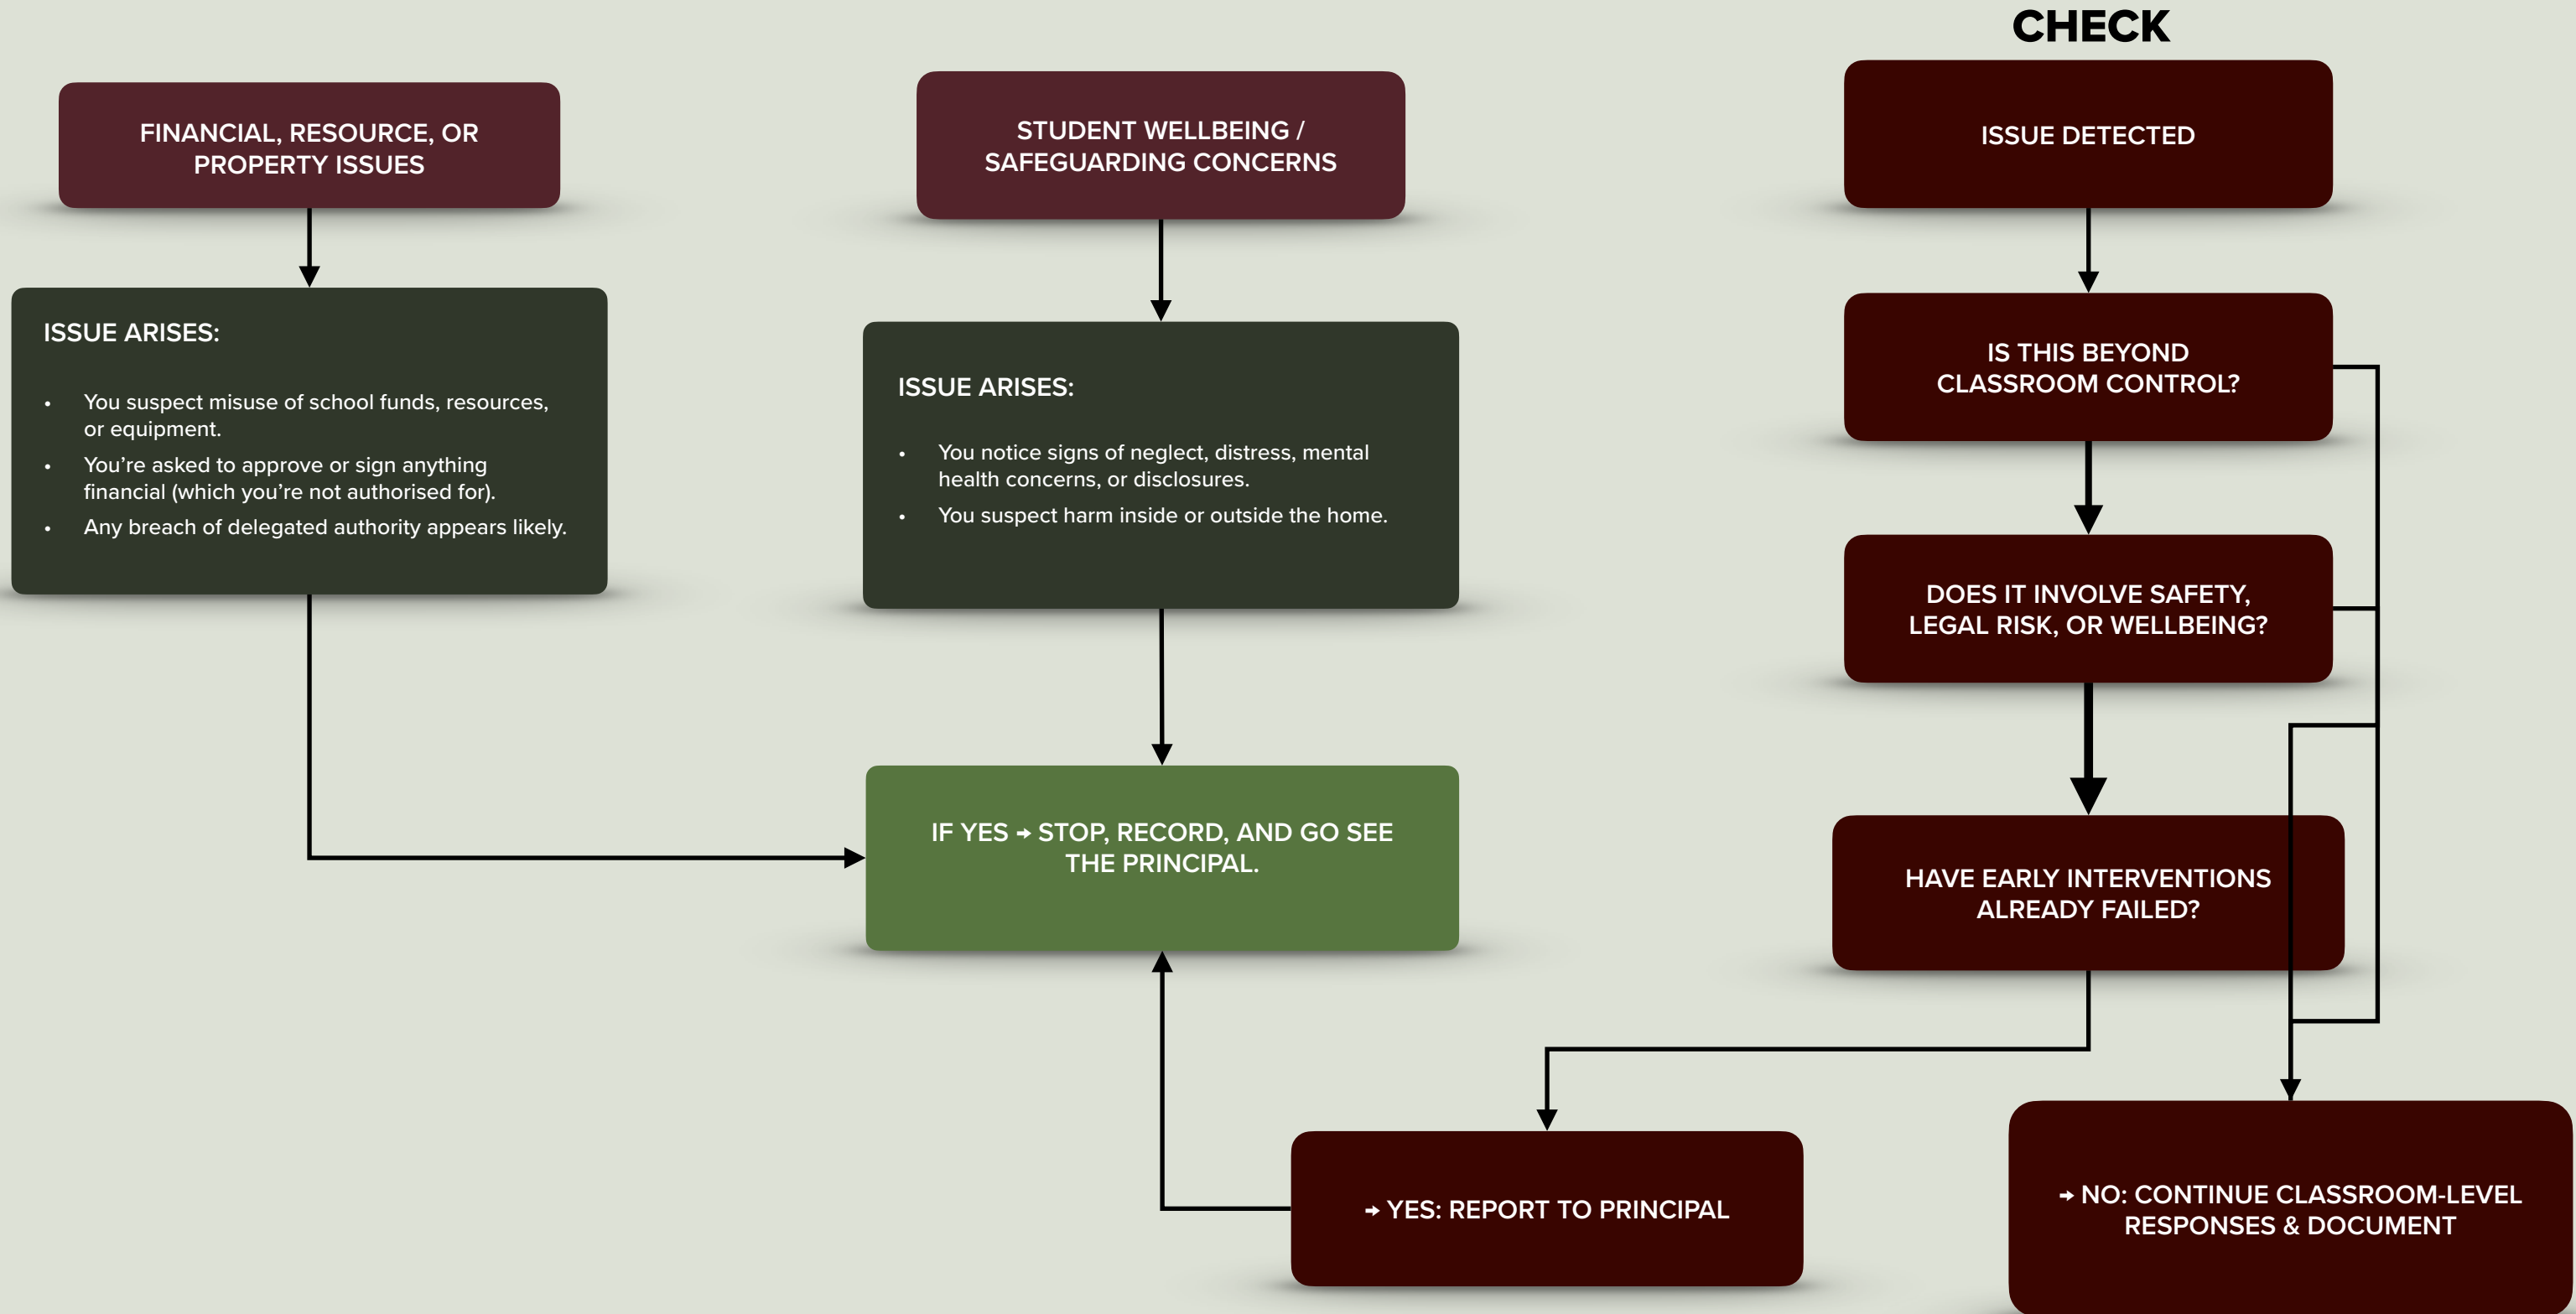 CHECK
FINANCIAL, RESOURCE, OR
PROPERTY ISSUES
ISSUE ARISES:
• You suspect misuse of school funds, resources,
or equipment.
• You’re asked to approve or sign anything
financial (which you’re not authorised for).
• Any breach of delegated authority appears likely.
STUDENT WELLBEING /
SAFEGUARDING CONCERNS
ISSUE ARISES:
• You notice signs of neglect, distress, mental
health concerns, or disclosures.
• You suspect harm inside or outside the home.
IF YES → STOP, RECORD, AND GO SEE
THE PRINCIPAL.
ISSUE DETECTED
IS THIS BEYOND
CLASSROOM CONTROL?
DOES IT INVOLVE SAFETY,
LEGAL RISK, OR WELLBEING?
HAVE EARLY INTERVENTIONS
ALREADY FAILED?
→ YES: REPORT TO PRINCIPAL
→ NO: CONTINUE CLASSROOM-LEVEL
RESPONSES & DOCUMENT